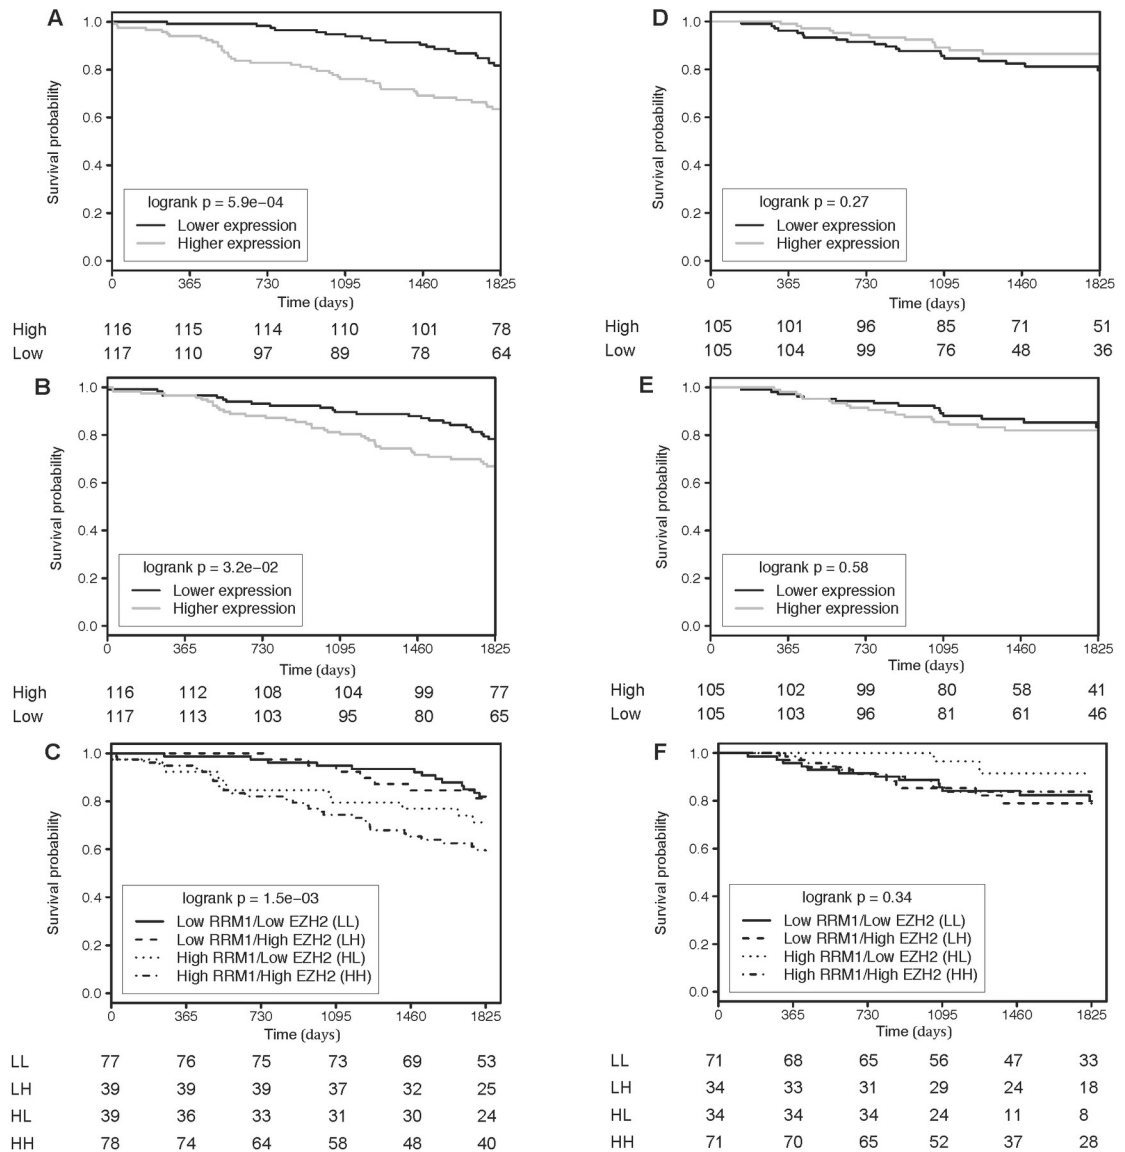 A
1.0
0.8
0.6
0.4
0.2
0.0
Survival probability
logrank p = 5.9e−04
Lower expression
Higher expression
0 365 730 1095 1460 1825
Time (days)
High 116 115 114 110 101 78
Low 117 110 97 89 78 64
B
1.0
0.8
0.6
0.4
0.2
0.0
Survival probability
logrank p = 3.2e−02
Lower expression
Higher expression
0 365 730 1095 1460 1825
Time (days)
High 116 112 108 104 99 77
Low 117 113 103 95 80 65
C
1.0
0.8
0.6
0.4
0.2
0.0
Survival probability
logrank p = 1.5e−03
Low RRM1/Low EZH2 (LL)
Low RRM1/High EZH2 (LH)
High RRM1/Low EZH2 (HL)
High RRM1/High EZH2 (HH)
0 365 730 1095 1460 1825
Time (days)
LL 77 76 75 73 69 53
LH 39 39 39 37 32 25
HL 39 36 33 31 30 24
HH 78 74 64 58 48 40
D
1.0
0.8
0.6
0.4
0.2
0.0
Survival probability
logrank p = 0.27
Lower expression
Higher expression
0 365 730 1095 1460 1825
Time (days)
High 105 101 96 85 71 51
Low 105 104 99 76 48 36
E
1.0
0.8
0.6
0.4
0.2
0.0
Survival probability
logrank p = 0.58
Lower expression
Higher expression
0 365 730 1095 1460 1825
Time (days)
High 105 102 99 80 58 41
Low 105 103 96 81 61 46
F
1.0
0.8
0.6
0.4
0.2
0.0
Survival probability
logrank p = 0.34
Low RRM1/Low EZH2 (LL)
Low RRM1/High EZH2 (LH)
High RRM1/Low EZH2 (HL)
High RRM1/High EZH2 (HH)
0 365 730 1095 1460 1825
Time (days)
LL 71 68 65 56 47 33
LH 34 33 31 29 24 18
HL 34 34 34 24 11 8
HH 71 70 65 52 37 28